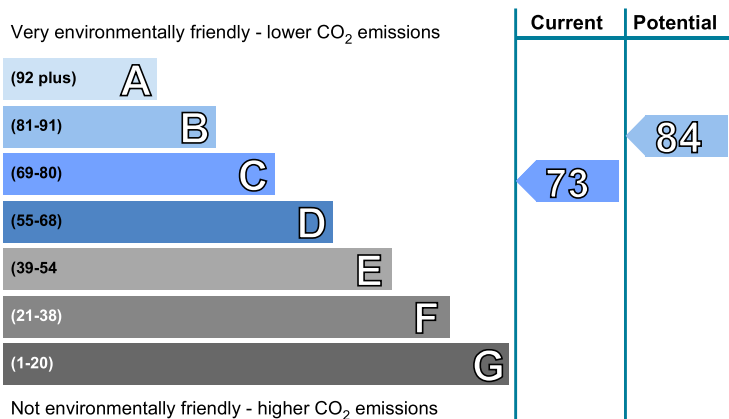 Current Potential
Very environmentally friendly - lower CO2 emissions
(92 plus) A
(81-91) B
84
(69-80) C
73
(55-68) D
(39-54 E
(21-38) F
(1-20) G
Not environmentally friendly - higher CO2 emissions